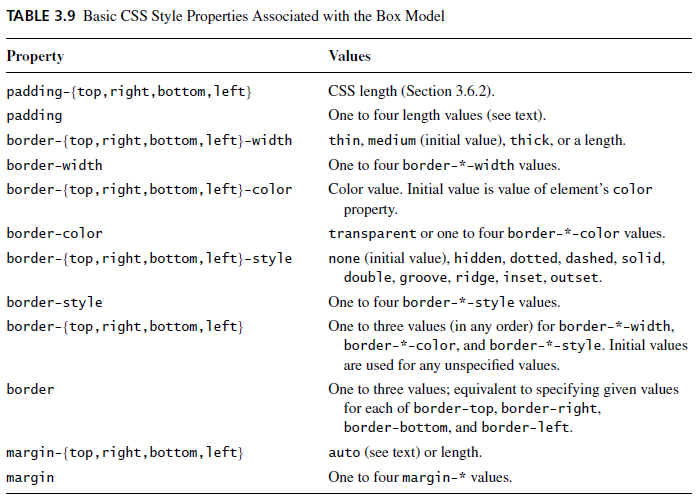 TABLE 3.9 Basic CSS Style Properties Associated with the Box Model
Property Values
padding-{top,right,bottom,left} CSS length (Section 3.6.2).
padding One to four length values (see text).
border-{top,right,bottom,left}-width thin, medium (initial value), thick, or a length.
border-width One to four border-*-width values.
border-{top,right,bottom,left}-color Color value. Initial value is value of element's color
property.
border-color transparent or one to four border-*-color values.
border-{top,right,bottom,left}-style none (initial value), hidden, dotted, dashed, solid,
double, groove, ridge, inset, outset.
border-style One to four border-*-style values.
border-{top,right,bottom,left} One to three values (in any order) for border-*-width,
border-*-color, and border-*-style. Initial values
are used for any unspecified values.
border One to three values; equivalent to specifying given values
for each of border-top, border-right,
border-bottom, and border-left.
margin-{top,right,bottom,left} auto (see text) or length.
margin One to four margin-* values.